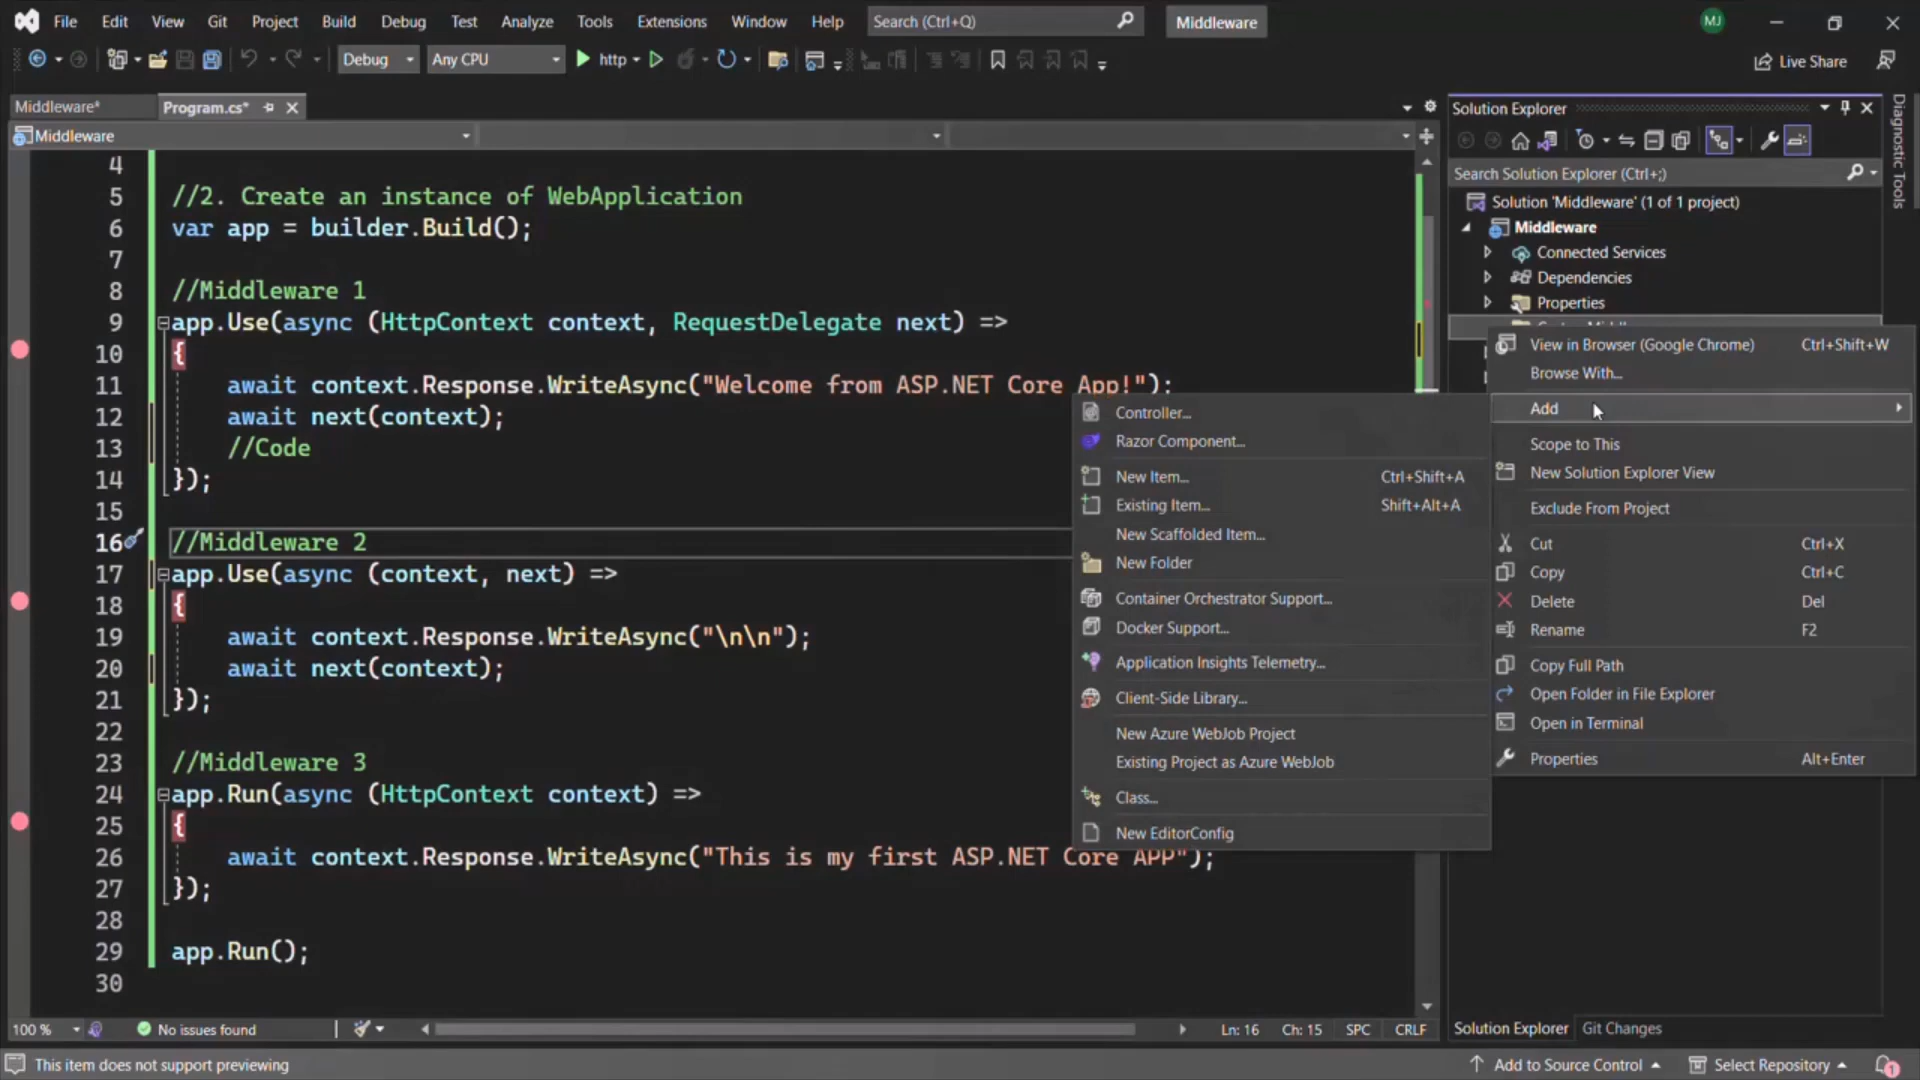 File Edit View Git Project Build Debug Test Analyze Tools Extensions Window Help Search (Ctrl+Q) Middleware MJ
Debug Any CPU http Live Share
Middleware* Program.cs*
Middleware
4
5 //2. Create an instance of WebApplication
6 var app = builder.Build();
7
8 //Middleware 1
9 app.Use(async (HttpContext context, RequestDelegate next) =>
10 {
11 await context.Response.WriteAsync("Welcome from ASP.NET Core App!");
12 await next(context);
13 //Code
14 });
15
16 //Middleware 2
17 app.Use(async (context, next) =>
18 {
19 await context.Response.WriteAsync("\n\n");
20 await next(context);
21 });
22
23 //Middleware 3
24 app.Run(async (HttpContext context) =>
25 {
26 await context.Response.WriteAsync("This is my first ASP.NET Core APP");
27 });
28
29 app.Run();
30
Controller...
Razor Component...
New Item... Ctrl+Shift+A
Existing Item... Shift+Alt+A
New Scaffolded Item...
New Folder
Container Orchestrator Support...
Docker Support...
Application Insights Telemetry...
Client-Side Library...
New Azure WebJob Project
Existing Project as Azure WebJob
Class...
New EditorConfig
Solution Explorer
Search Solution Explorer (Ctrl+;)
Solution 'Middleware' (1 of 1 project)
Middleware
Connected Services
Dependencies
Properties
View in Browser (Google Chrome) Ctrl+Shift+W
Browse With...
Add
Scope to This
New Solution Explorer View
Exclude From Project
Cut Ctrl+X
Copy Ctrl+C
Delete Del
Rename F2
Copy Full Path
Open Folder in File Explorer
Open in Terminal
Properties Alt+Enter
Diagnostic Tools
100 % No issues found Ln: 16 Ch: 15 SPC CRLF
Solution Explorer Git Changes
This item does not support previewing Add to Source Control Select Repository 1